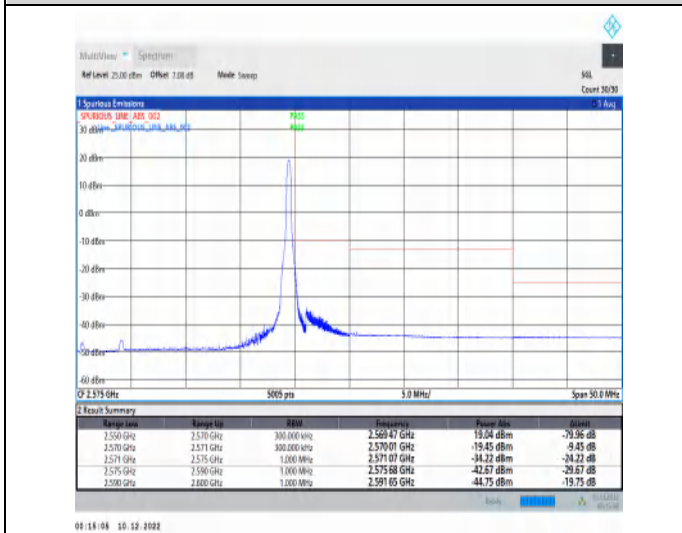 MultiView Spectrum
Ref Level 25.00 dBm Offset 7.08 dB Mode Sweep SGL
Count 30/30
1 Spurious Emissions 1 Avg
SPURIOUS_LINE_ABS_002 PASS
30 dBm Line _SPURIOUS_LINE_ABS_002 PASS
20 dBm
10 dBm
0 dBm
-10 dBm
-20 dBm
-30 dBm
-40 dBm
-50 dBm
-60 dBm
CF 2.575 GHz 5005 pts 5.0 MHz/ Span 50.0 MHz
2 Result Summary
Range Low Range Up RBW Frequency Power Abs ΔLimit
2.550 GHz 2.570 GHz 300.000 kHz 2.56947 GHz 19.04 dBm -79.96 dB
2.570 GHz 2.571 GHz 300.000 kHz 2.57001 GHz -19.45 dBm -9.45 dB
2.571 GHz 2.575 GHz 1.000 MHz 2.57107 GHz -34.22 dBm -24.22 dB
2.575 GHz 2.590 GHz 1.000 MHz 2.57568 GHz -42.67 dBm -29.67 dB
2.590 GHz 2.600 GHz 1.000 MHz 2.59165 GHz -44.75 dBm -19.75 dB
Ready
00:15:05 10.12.2022